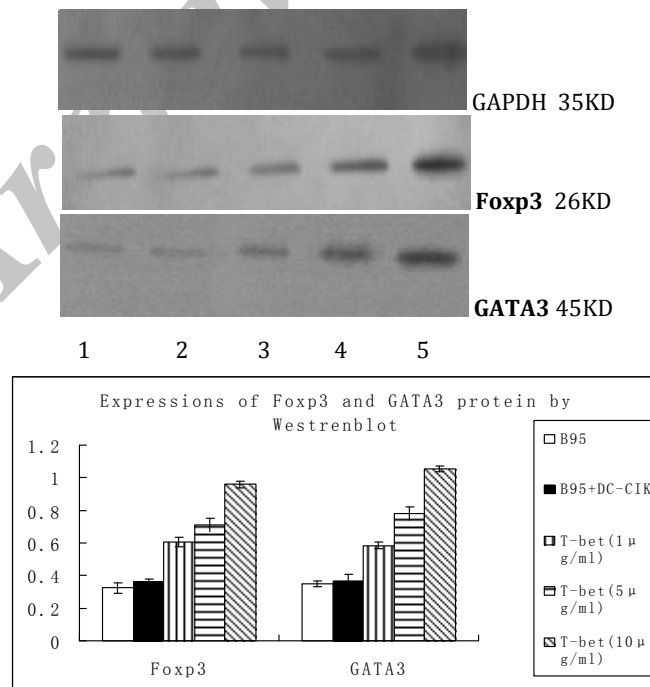 GAPDH 35KD
Foxp3 26KD
GATA3 45KD
1 2 3 4 5
Expressions of Foxp3 and GATA3 protein by
Westrenblot
1.2
1
0.8
0.6
0.4
0.2
0
Foxp3 GATA3
B95
B95+DC-CIK
T-bet(1μ
g/ml)
T-bet(5μ
g/ml)
T-bet(10μ
g/ml)